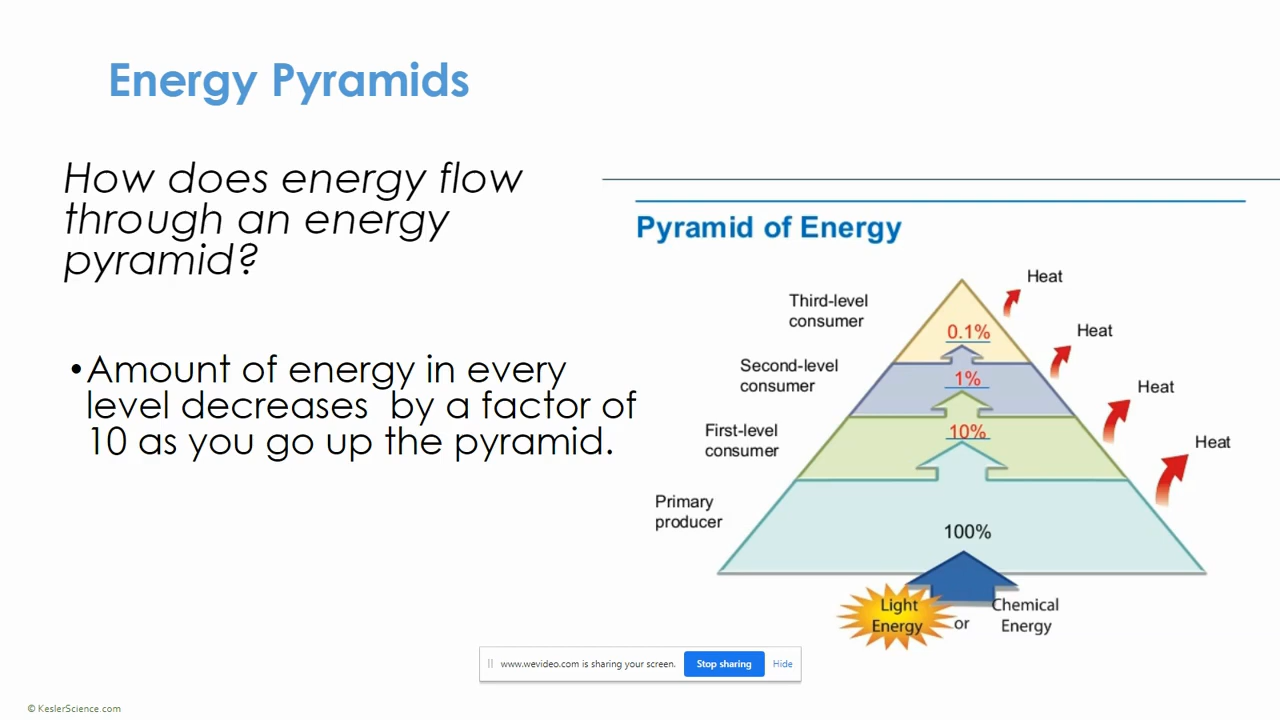 Energy Pyramids
How does energy flow
through an energy
pyramid?
•Amount of energy in every
level decreases  by a factor of
10 as you go up the pyramid.
Pyramid of Energy
Heat
Third-level
consumer
0.1%
Heat
Second-level
consumer
1%
Heat
First-level
consumer
10%
Heat
Primary
producer
100%
Light
Energy
or
Chemical
Energy
www.wevideo.com is sharing your screen.
Stop sharing
Hide
© KeslerScience.com